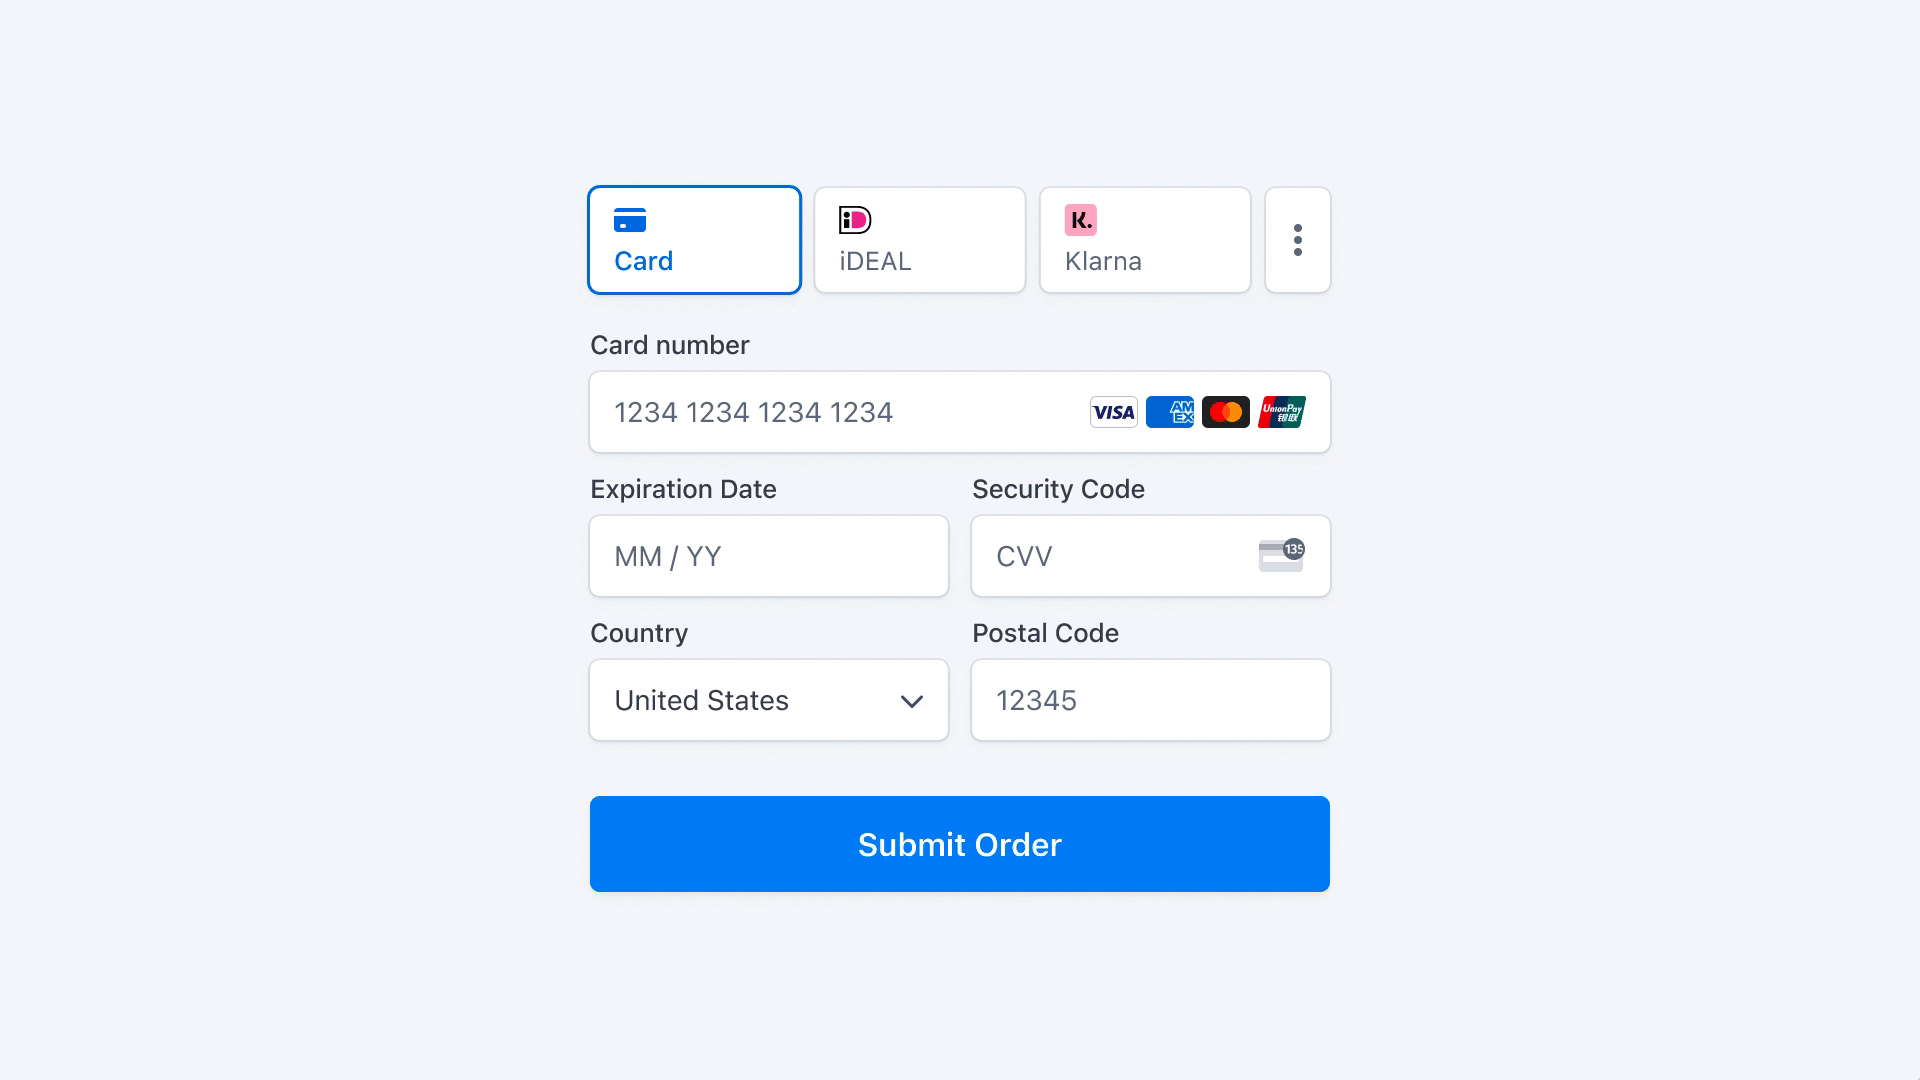 iD K.
Card iDEAL Klarna
Card number
1234 1234 1234 1234 VISA AM EX UnionPay 银联
Expiration Date Security Code
MM / YY CVV 135
Country Postal Code
United States 12345
Submit Order